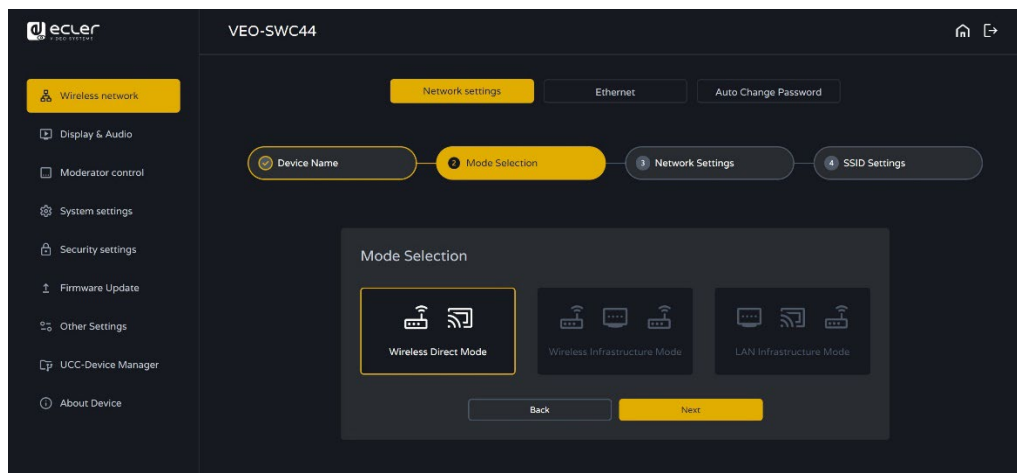 ecler
VEO-SWC44
Wireless network
Display & Audio
Moderator control
System settings
Security settings
Firmware Update
Other Settings
UCC-Device Manager
About Device
Network settings
Ethernet
Auto Change Password
Device Name
2 Mode Selection
3 Network Settings
4 SSID Settings
Mode Selection
Wireless Direct Mode
Wireless Infrastructure Mode
LAN Infrastructure Mode
Back
Next